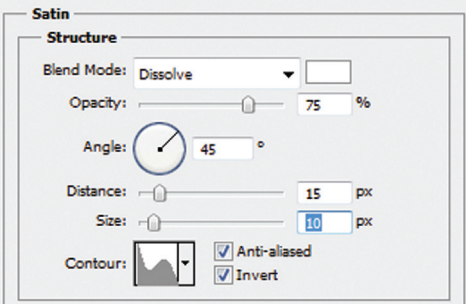 Satin
Structure
Blend Mode: Dissolve
Opacity: 75 %
Angle: 45 °
Distance: 15 px
Size: 10 px
Contour: Anti-aliased
Invert